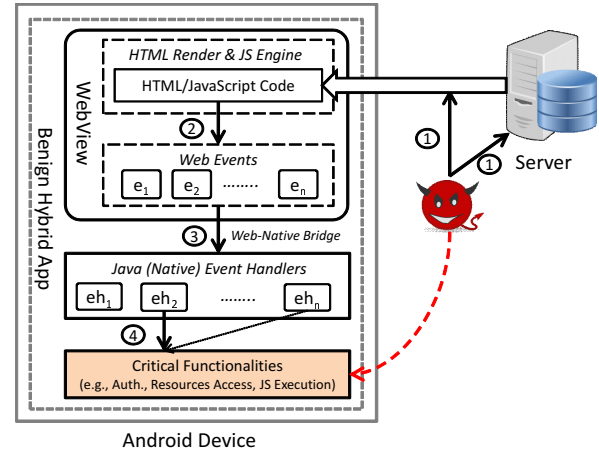 HTML Render & JS Engine
HTML/JavaScript Code
WebView
Benign Hybrid App
2
Web Events
e1 e2 ........ en
1
1
Server
3
Web-Native Bridge
Java (Native) Event Handlers
eh1 eh2 ........ ehn
4
Critical Functionalities
(e.g., Auth., Resources Access, JS Execution)
Android Device